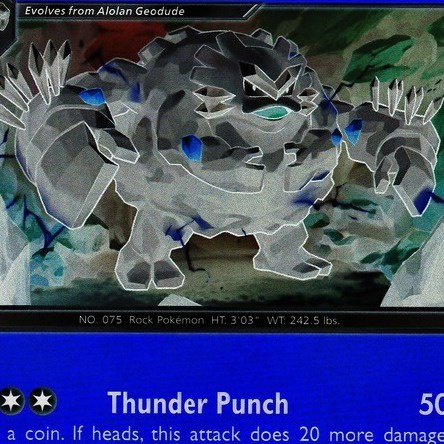 Evolves from Alolan Geodude
NO. 075 Rock Pokémon HT: 3'03" WT: 242.5 lbs.
Thunder Punch 50
a coin. If heads, this attack does 20 more damage